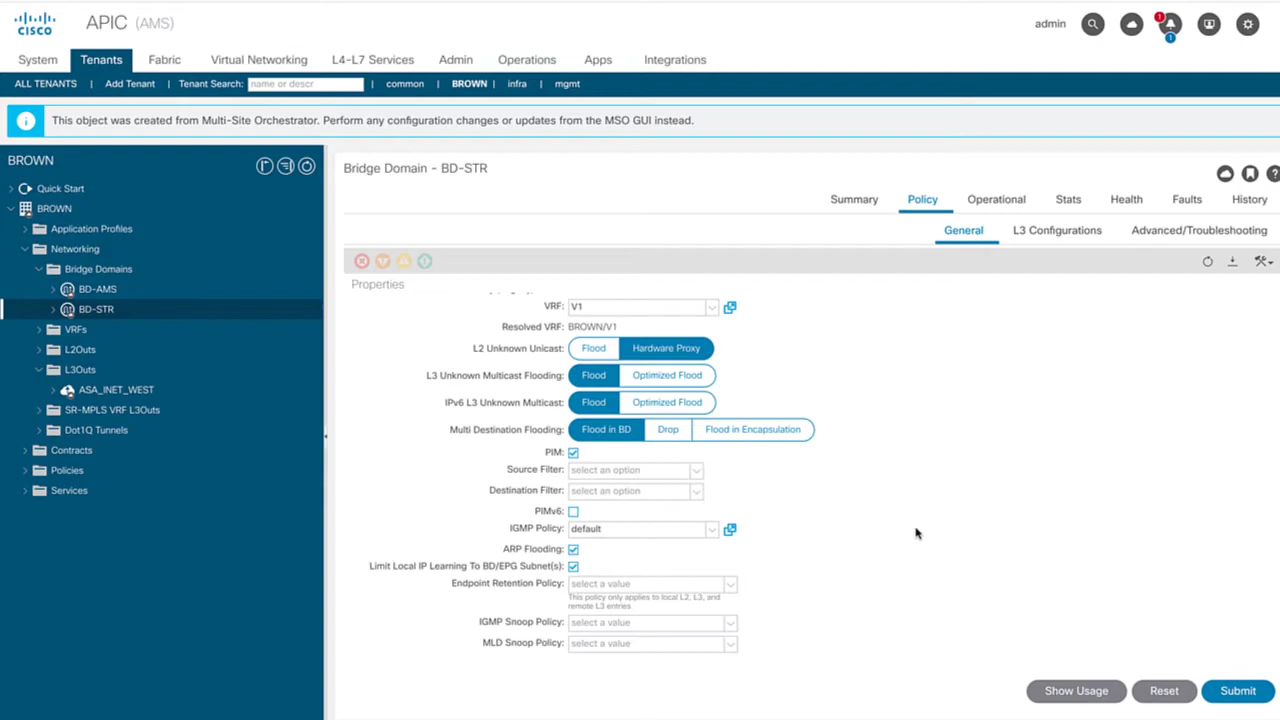 CISCO APIC (AMS) admin 1 1
System Tenants Fabric Virtual Networking L4-L7 Services Admin Operations Apps Integrations
ALL TENANTS | Add Tenant | Tenant Search: name or descr | common | BROWN | infra | mgmt
This object was created from Multi-Site Orchestrator. Perform any configuration changes or updates from the MSO GUI instead.
BROWN
Quick Start
BROWN
Application Profiles
Networking
Bridge Domains
BD-AMS
BD-STR
VRFs
L2Outs
L3Outs
ASA_INET_WEST
SR-MPLS VRF L3Outs
Dot1Q Tunnels
Contracts
Policies
Services
Bridge Domain - BD-STR
Summary Policy Operational Stats Health Faults History
General L3 Configurations Advanced/Troubleshooting
Properties
VRF: V1
Resolved VRF: BROWN/V1
L2 Unknown Unicast: Flood Hardware Proxy
L3 Unknown Multicast Flooding: Flood Optimized Flood
IPv6 L3 Unknown Multicast: Flood Optimized Flood
Multi Destination Flooding: Flood in BD Drop Flood in Encapsulation
PIM:
Source Filter: select an option
Destination Filter: select an option
PIMv6:
IGMP Policy: default
ARP Flooding:
Limit Local IP Learning To BD/EPG Subnet(s):
Endpoint Retention Policy: select a value
This policy only applies to local L2, L3, and
remote L3 entries
IGMP Snoop Policy: select a value
MLD Snoop Policy: select a value
Show Usage Reset Submit